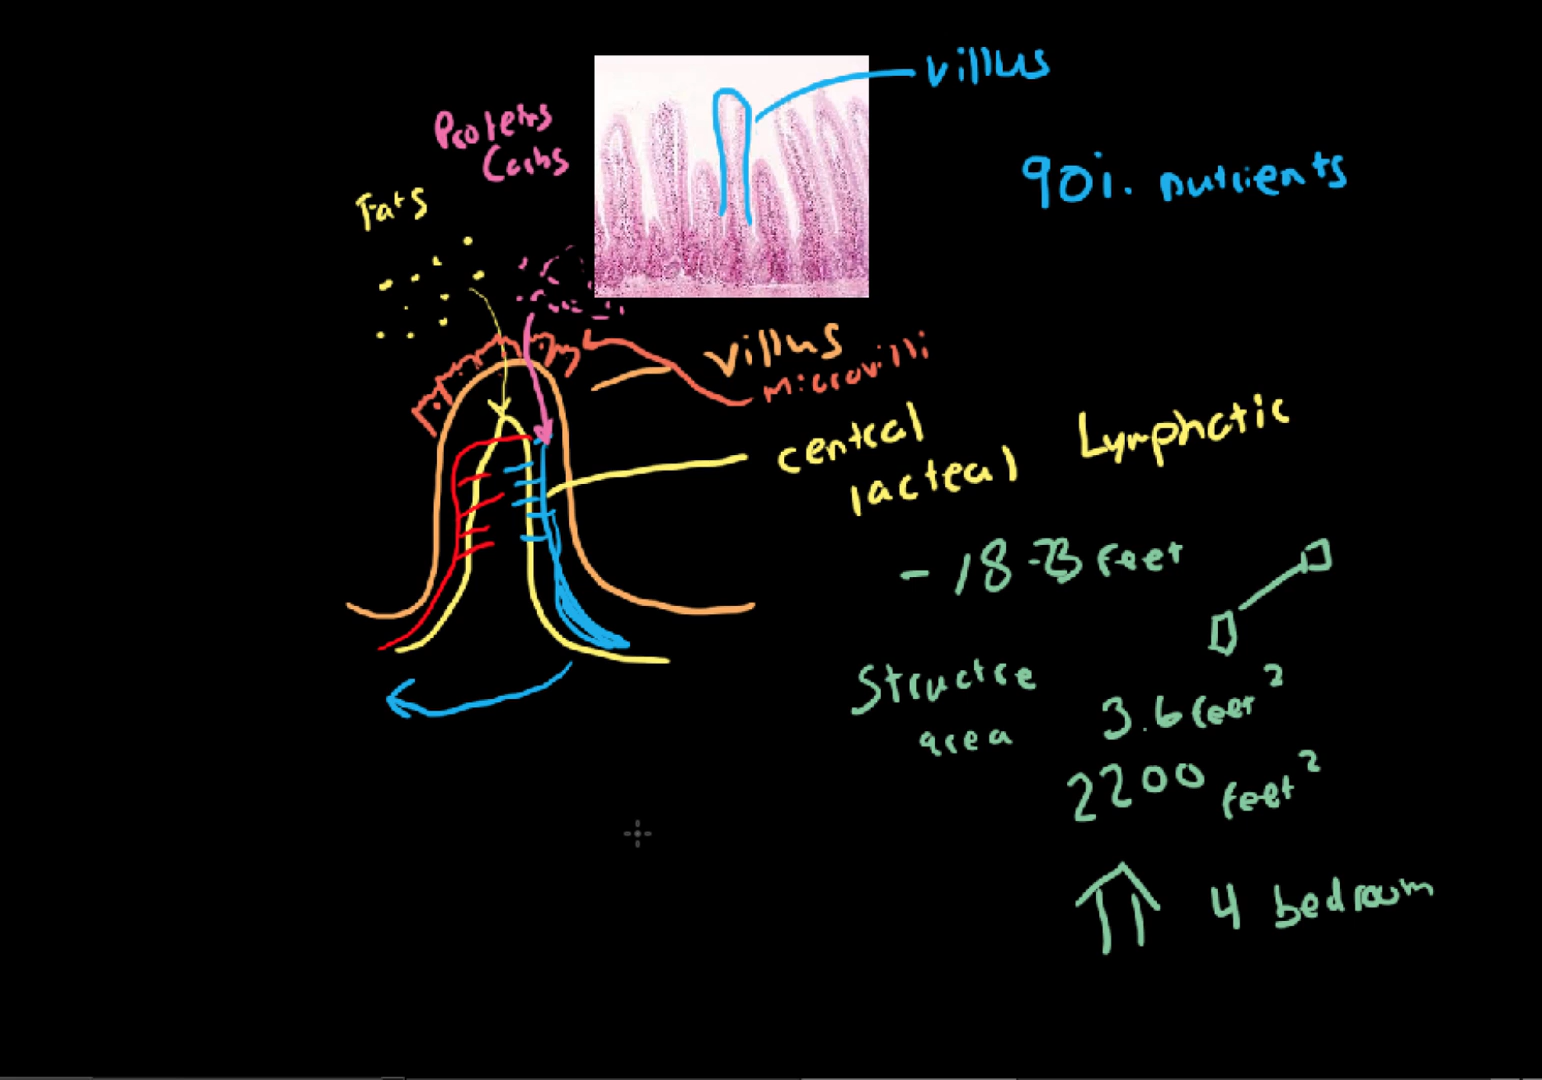 villus
Proteins
Carbs
90%. nutrients
Fats
villus
microvilli
central
lacteal
Lymphatic
- 18-23 feet
Structre
area
3.6 feet²
2200 feet²
4 bedroom